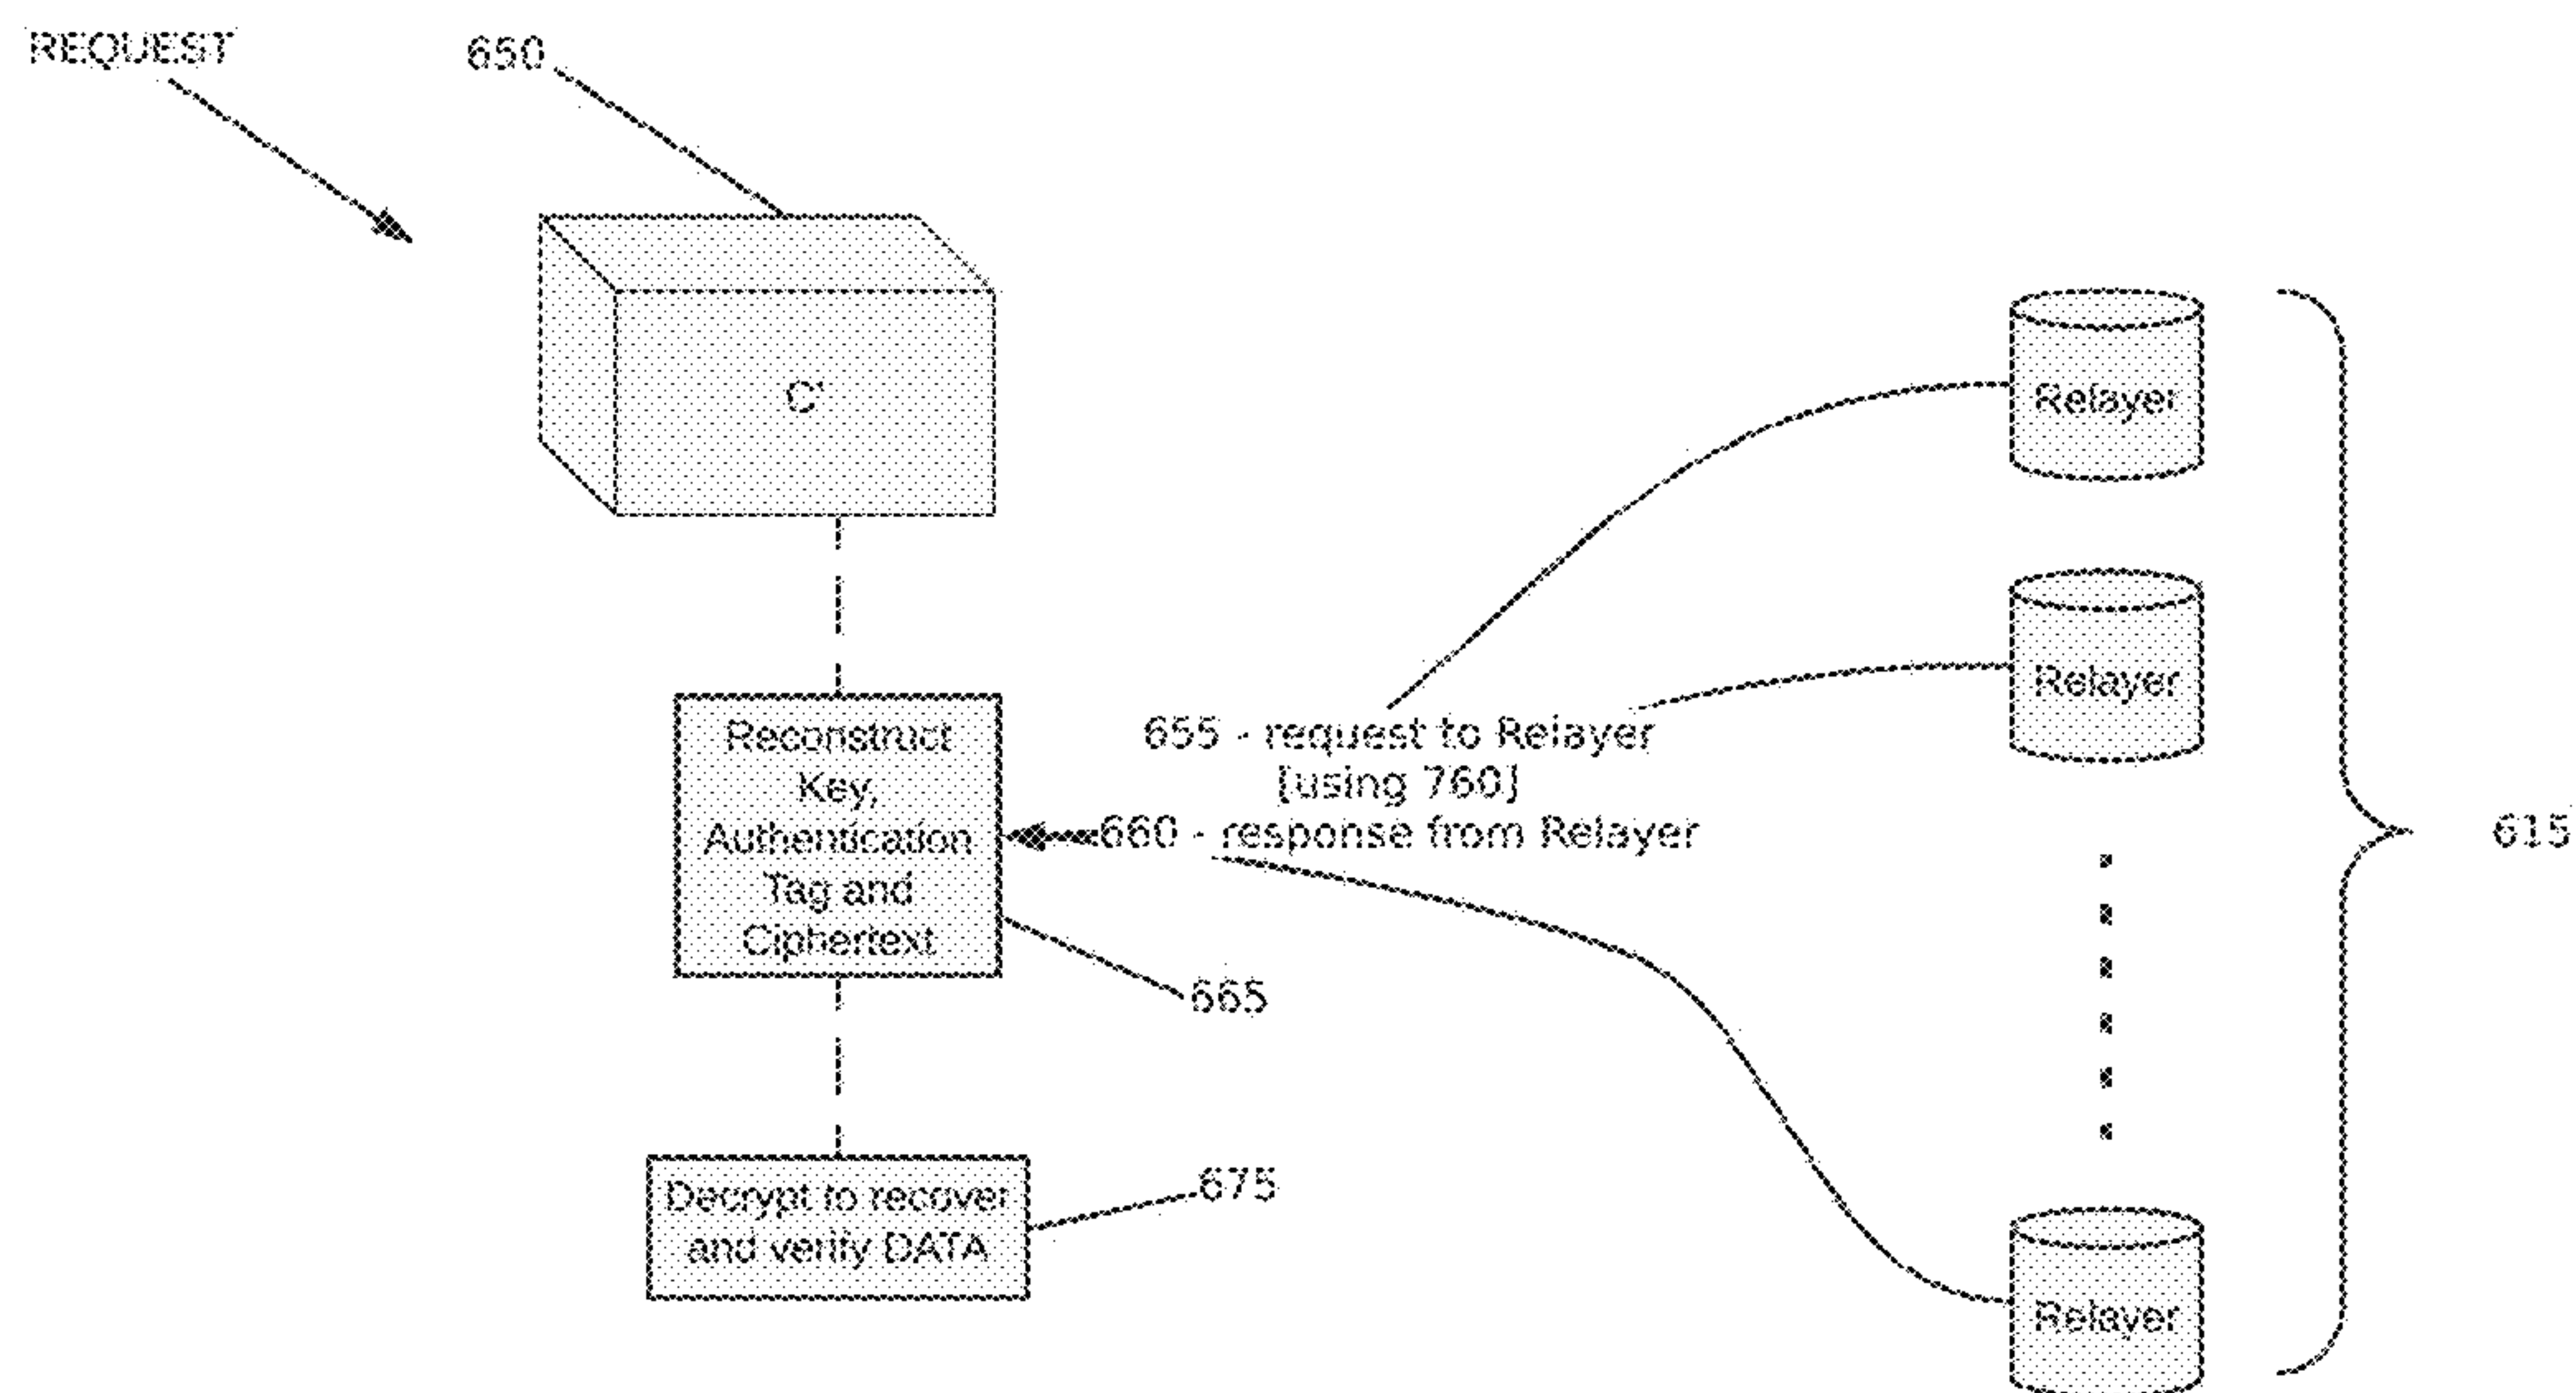 REQUEST
650
C'
Relayer
Relayer
Reconstruct
Key,
Authentication
Tag and
Ciphertext
655 - request to Relayer
[using 760]
660 - response from Relayer
615
665
675
Decrypt to recover
and verify DATA
Relayer